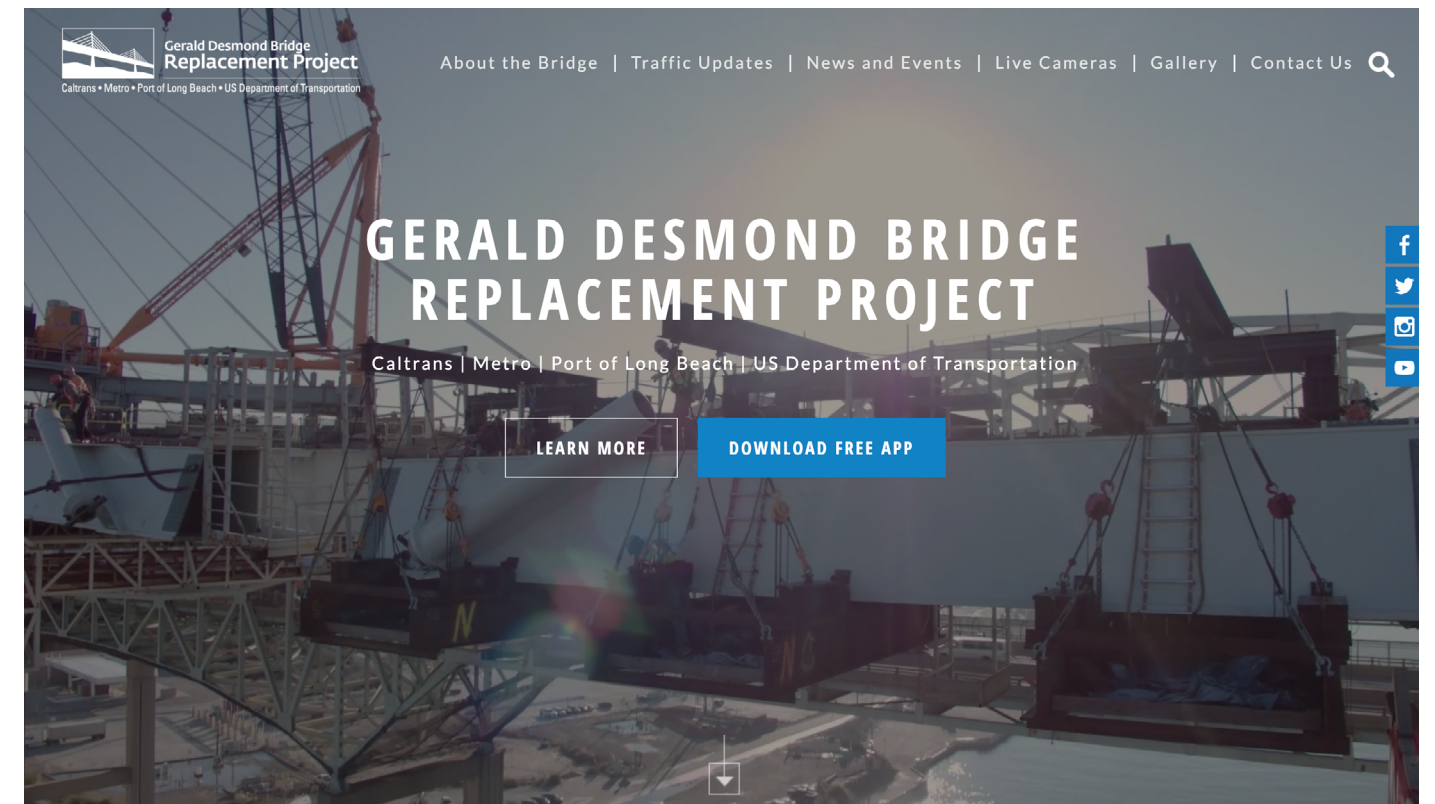 Gerald Desmond Bridge
Replacement Project
Caltrans • Metro • Port of Long Beach • US Department of Transportation
About the Bridge | Traffic Updates | News and Events | Live Cameras | Gallery | Contact Us
GERALD DESMOND BRIDGE
REPLACEMENT PROJECT
Caltrans | Metro | Port of Long Beach | US Department of Transportation
LEARN MORE
DOWNLOAD FREE APP
N